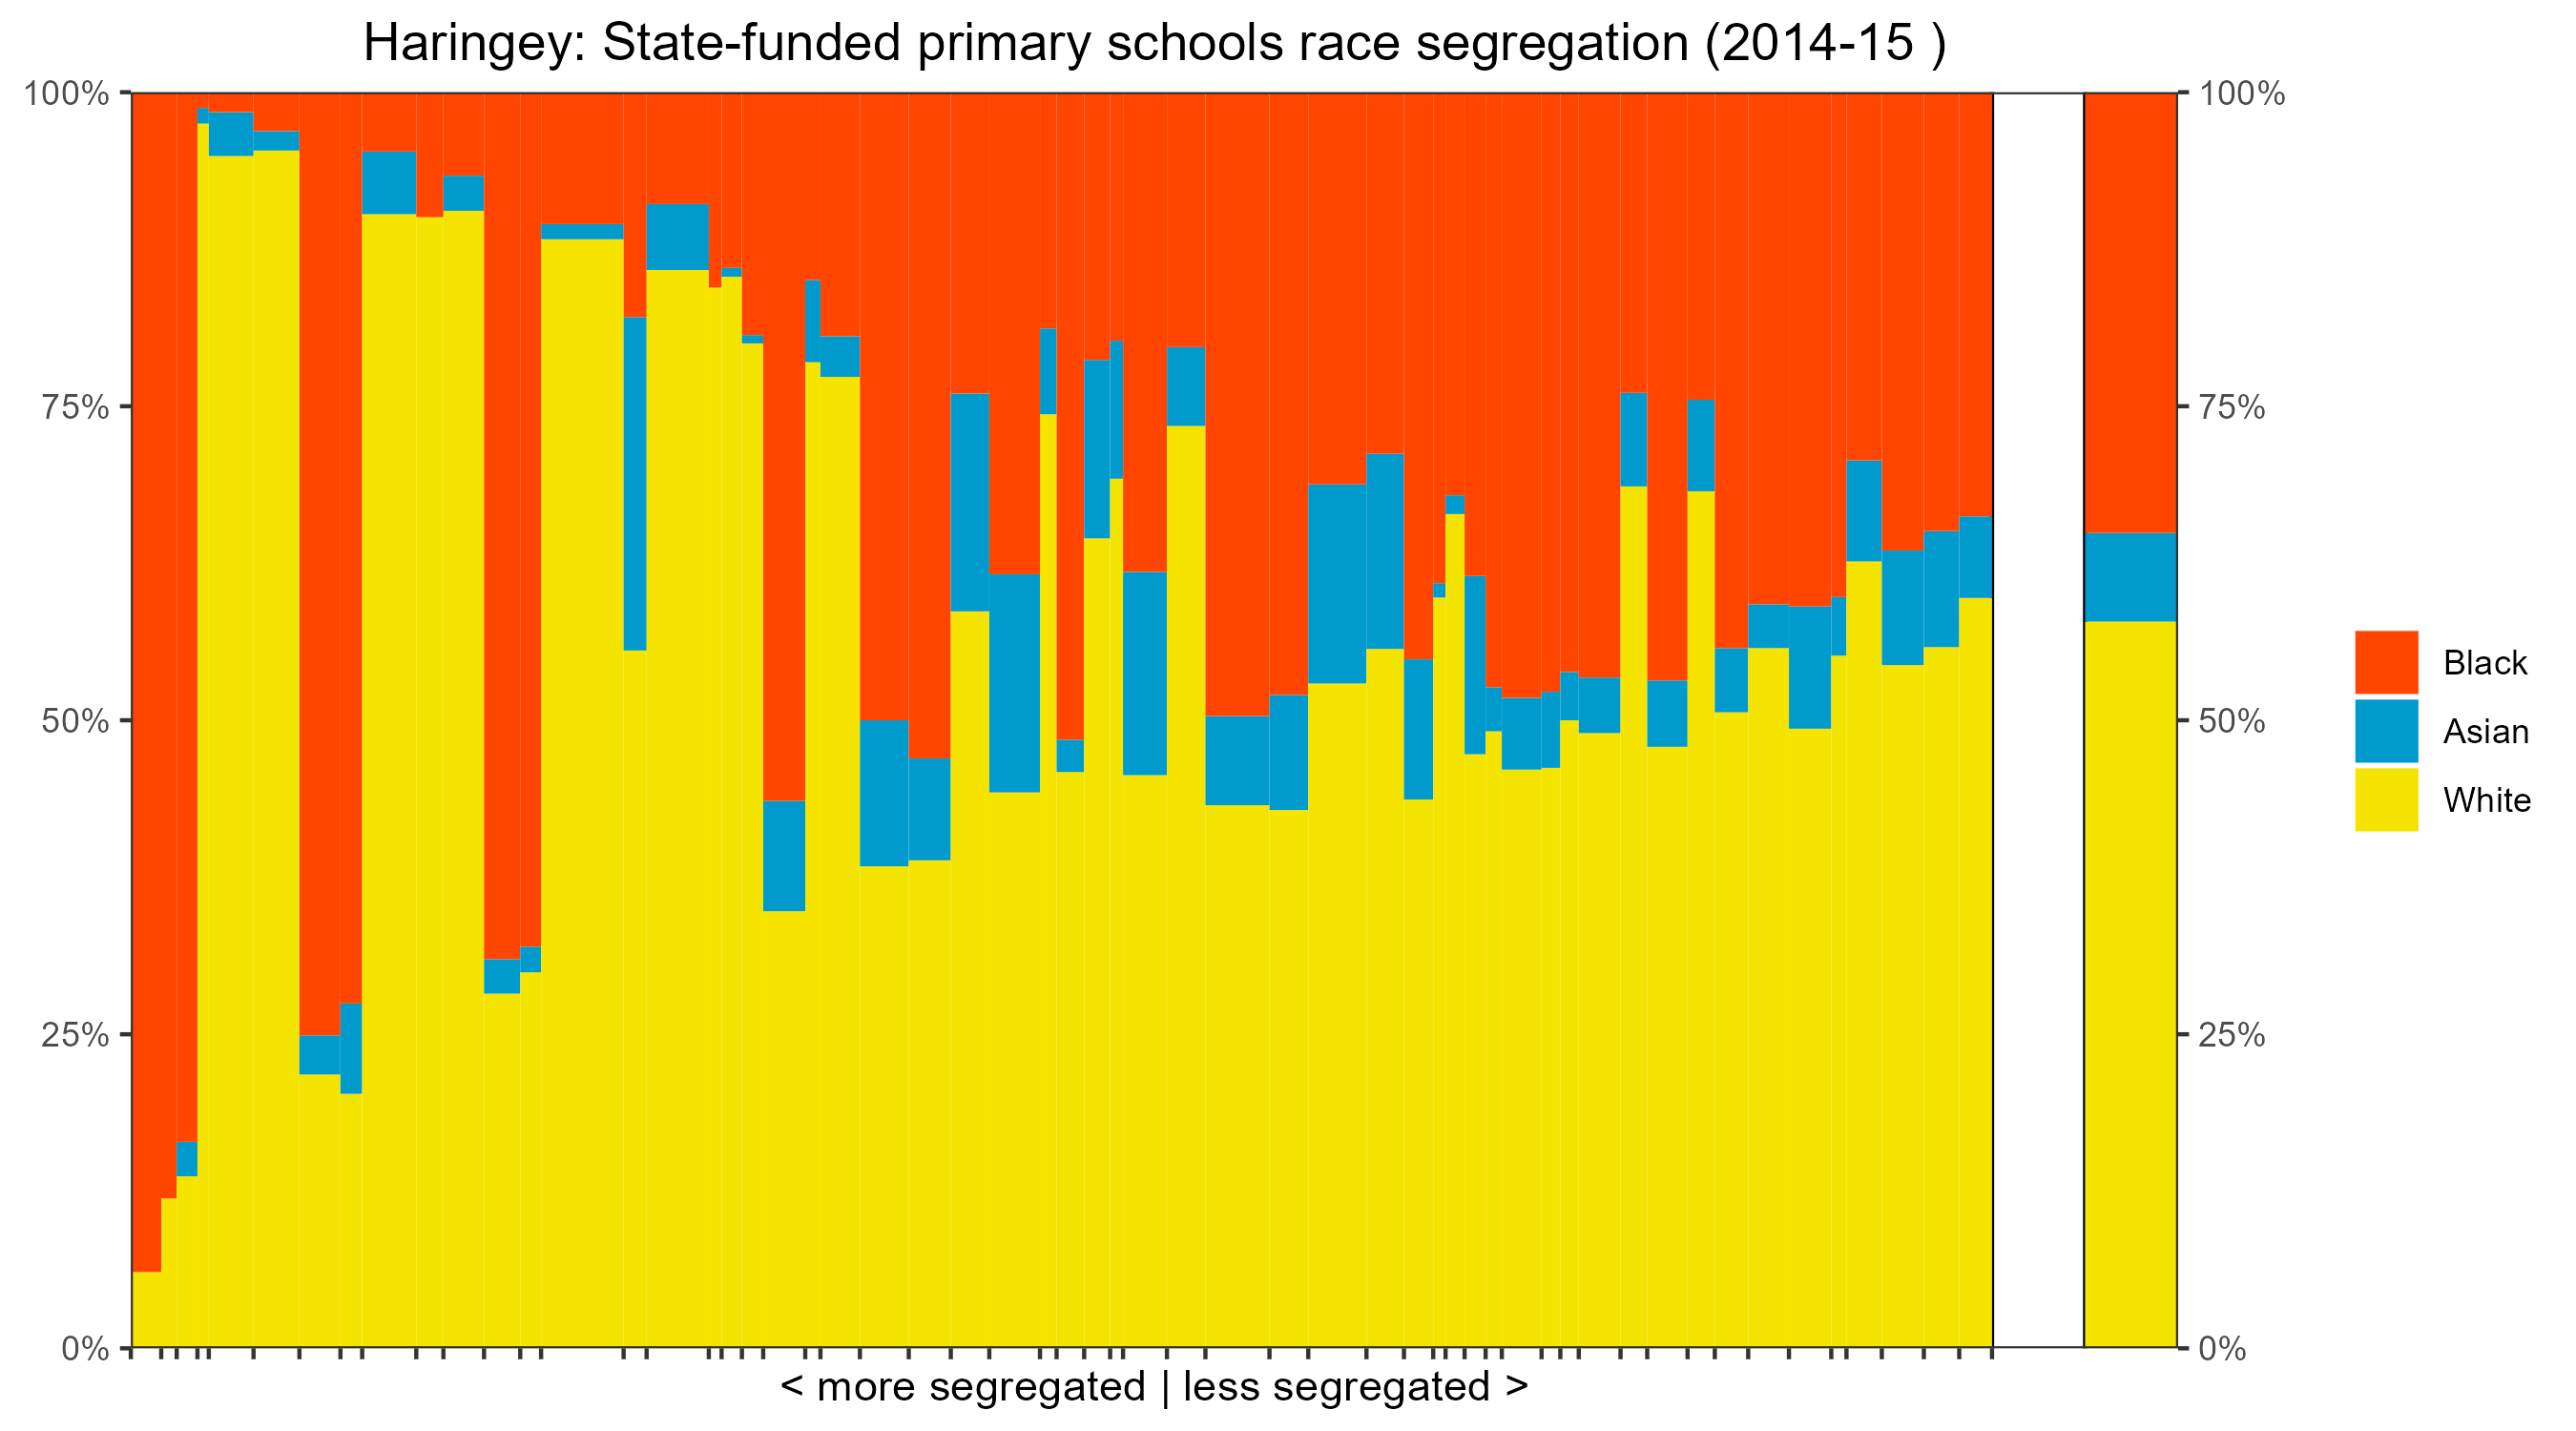 Haringey: State-funded primary schools race segregation (2014-15 )
100%
75%
50%
25%
0%
100%
75%
50%
25%
0%
Black
Asian
White
< more segregated | less segregated >